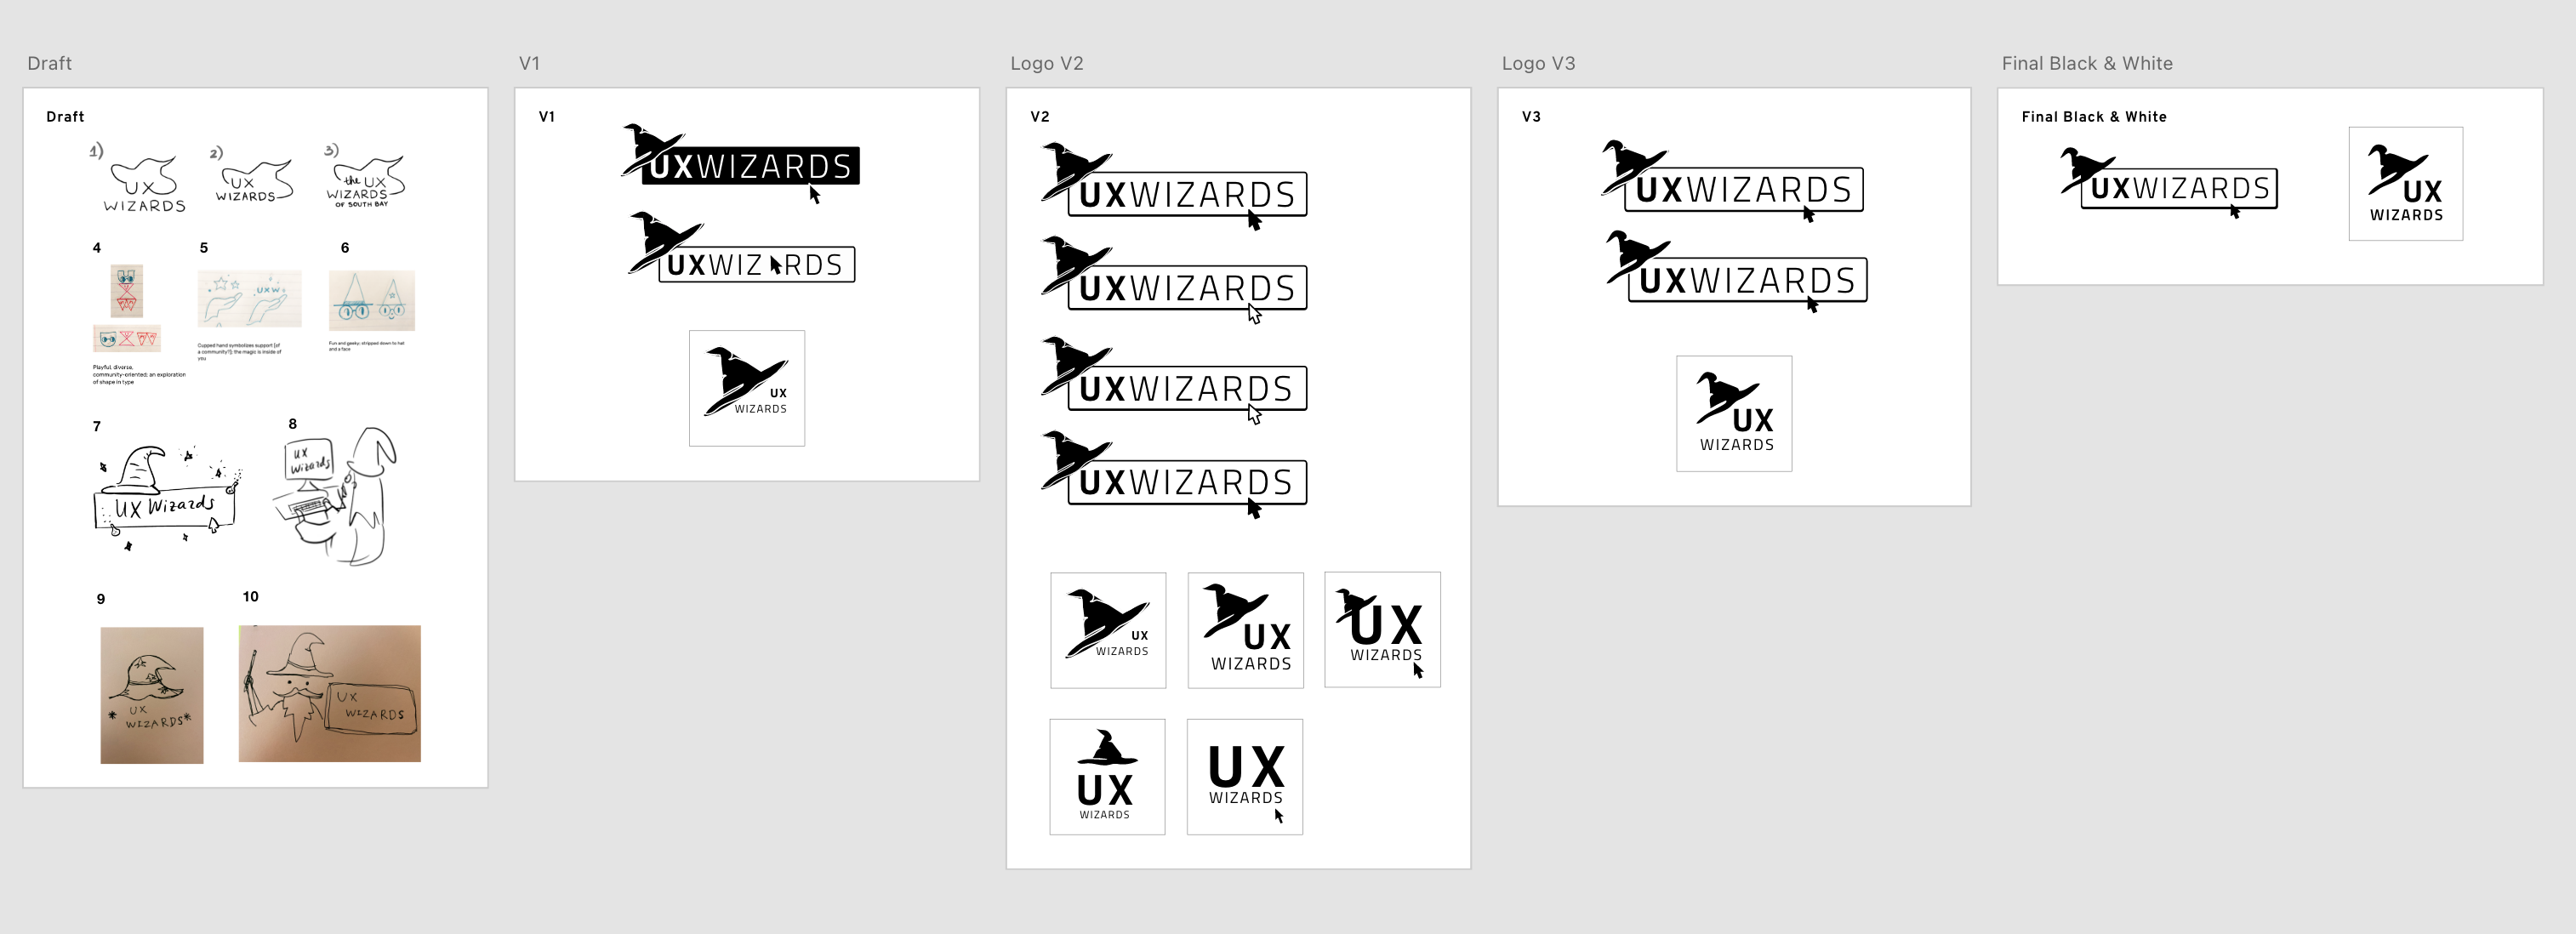 Draft
Draft
1)
2)
3)
UX
WIZARDS
UX
WIZARDS
the UX
WIZARDS
OF SOUTH BAY
4
5
6
UXW
Playful, diverse,
community-oriented; an exploration
of shape in type
Cupped hand symbolizes support [of
a community?]; the magic is inside of
you
Fun and geeky: stripped down to hat
and a face
7
8
UX Wizards
UX
Wizards
9
10
UX
WIZARDS
UX
WIZARDS
V1
V1
UXWIZARDS
UXWIZ RDS
UX
WIZARDS
Logo V2
V2
UXWIZARDS
UXWIZARDS
UXWIZARDS
UXWIZARDS
UX
WIZARDS
UX
WIZARDS
UX
WIZARDS
UX
WIZARDS
UX
WIZARDS
Logo V3
V3
UXWIZARDS
UXWIZARDS
UX
WIZARDS
Final Black & White
Final Black & White
UXWIZARDS
UX
WIZARDS